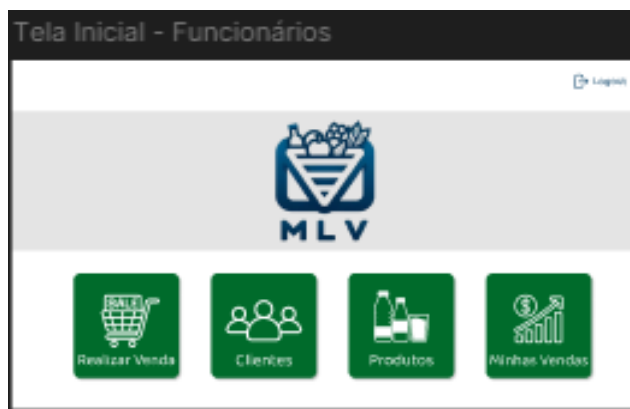 Tela Inicial - Funcionários
Logout
MLV
SALE
Realizar Venda
Clientes
Produtos
Minhas Vendas